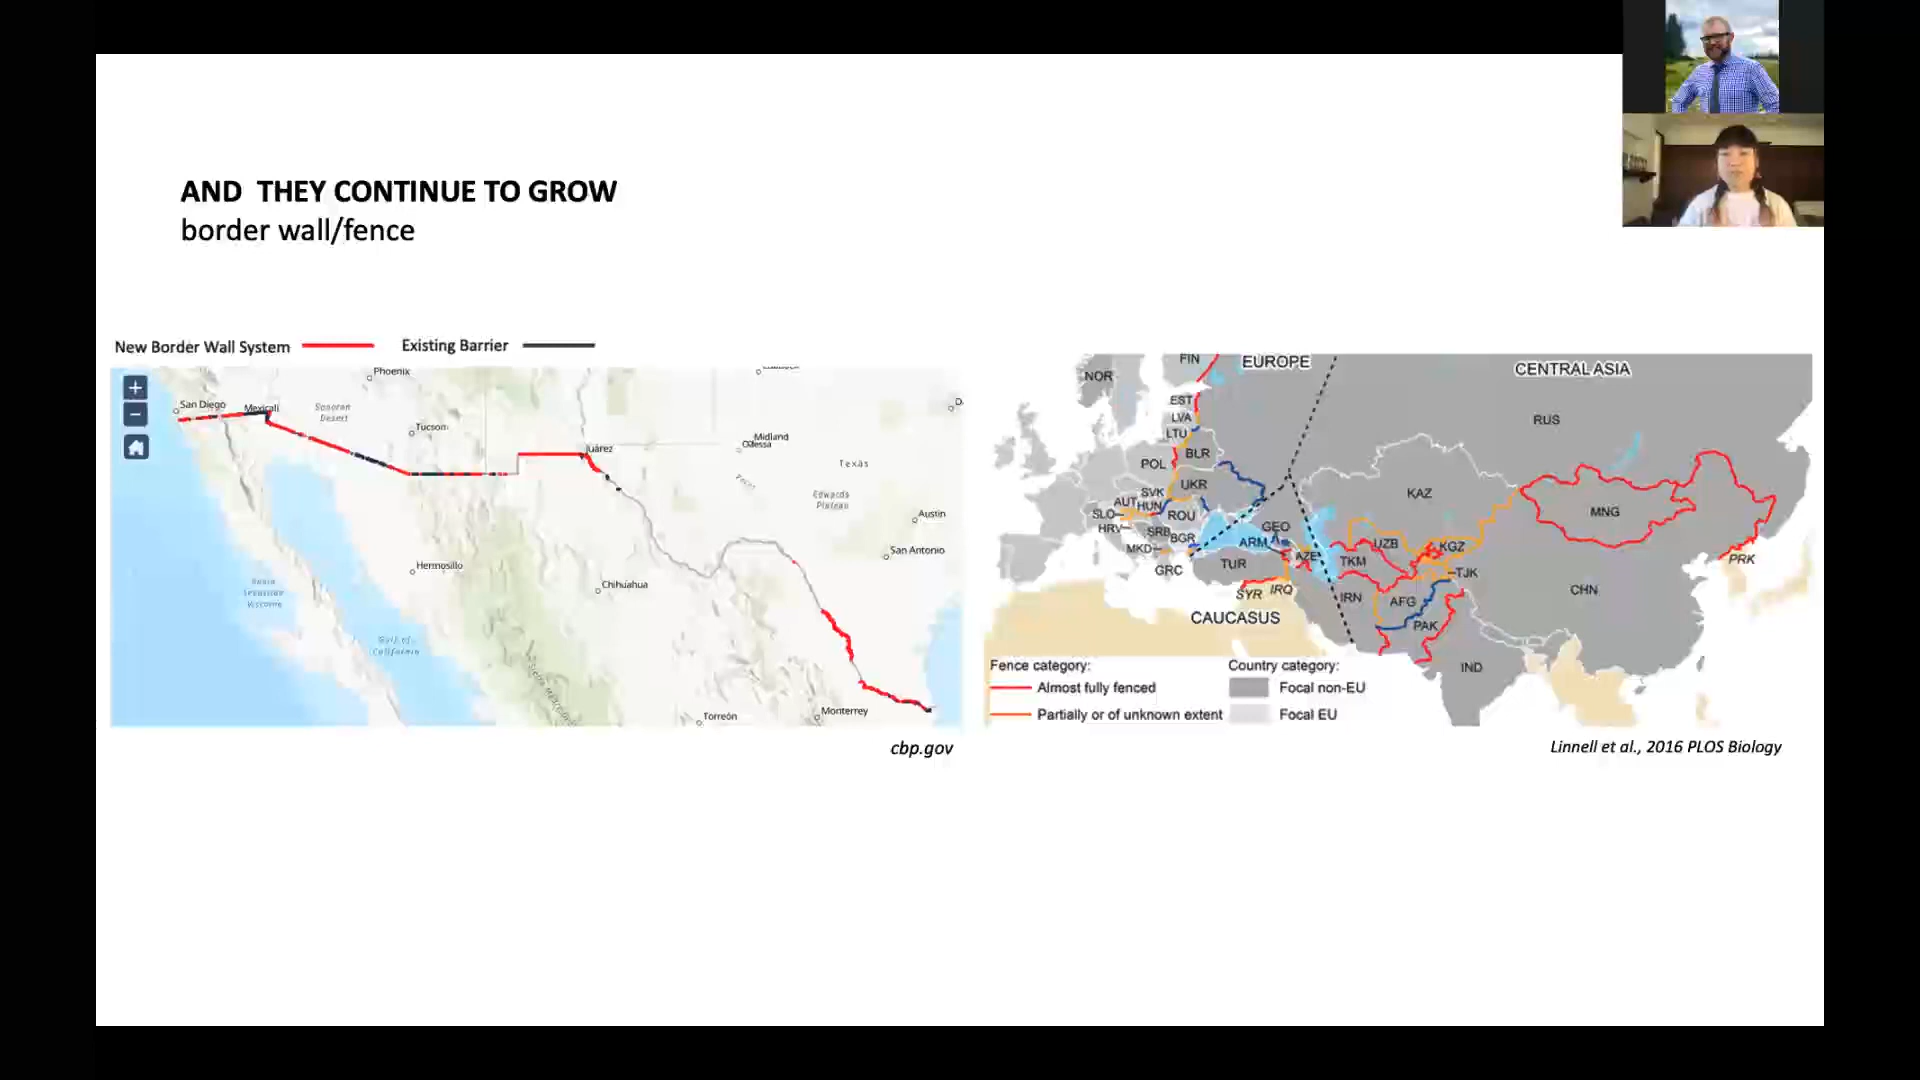 AND THEY CONTINUE TO GROW
border wall/fence
New Border Wall System
Existing Barrier
+
−
San Diego
Mexicali
Phoenix
Sonoran
Desert
Tucson
Juárez
Midland
Odessa
Pecos
Texas
Edwards
Plateau
Austin
San Antonio
D
Hermosillo
Chihuahua
Gulf of
California
Sierra Madre
Torreón
Monterrey
cbp.gov
EUROPE
CENTRAL ASIA
CAUCASUS
FIN
NOR
EST
LVA
LTU
BLR
POL
UKR
SVK
AUT
HUN
SLO
ROU
HRV
SRB
BGR
MKD
GRC
TUR
GEO
ARM
AZE
SYR
IRQ
RUS
KAZ
UZB
KGZ
TKM
TJK
IRN
AFG
PAK
MNG
PRK
CHN
IND
Fence category:
Almost fully fenced
Partially or of unknown extent
Country category:
Focal non-EU
Focal EU
Linnell et al., 2016 PLOS Biology